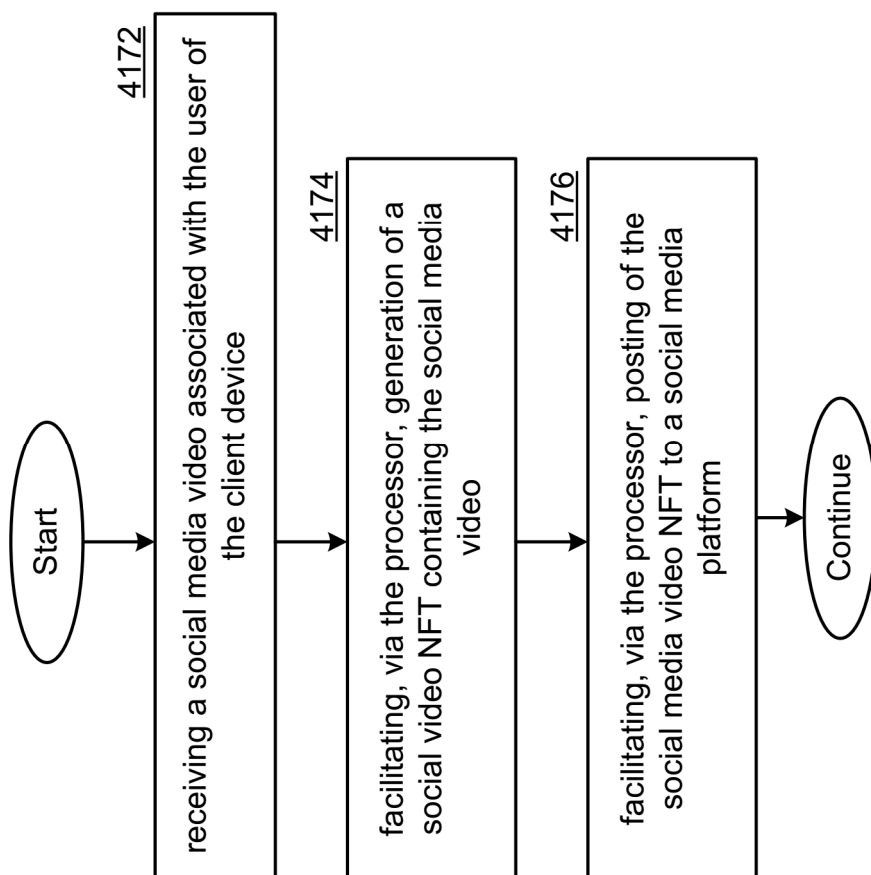 Start
4172
receiving a social media video associated with the user of
the client device
4174
facilitating, via the processor, generation of a
social video NFT containing the social media
video
4176
facilitating, via the processor, posting of the
social media video NFT to a social media
platform
Continue